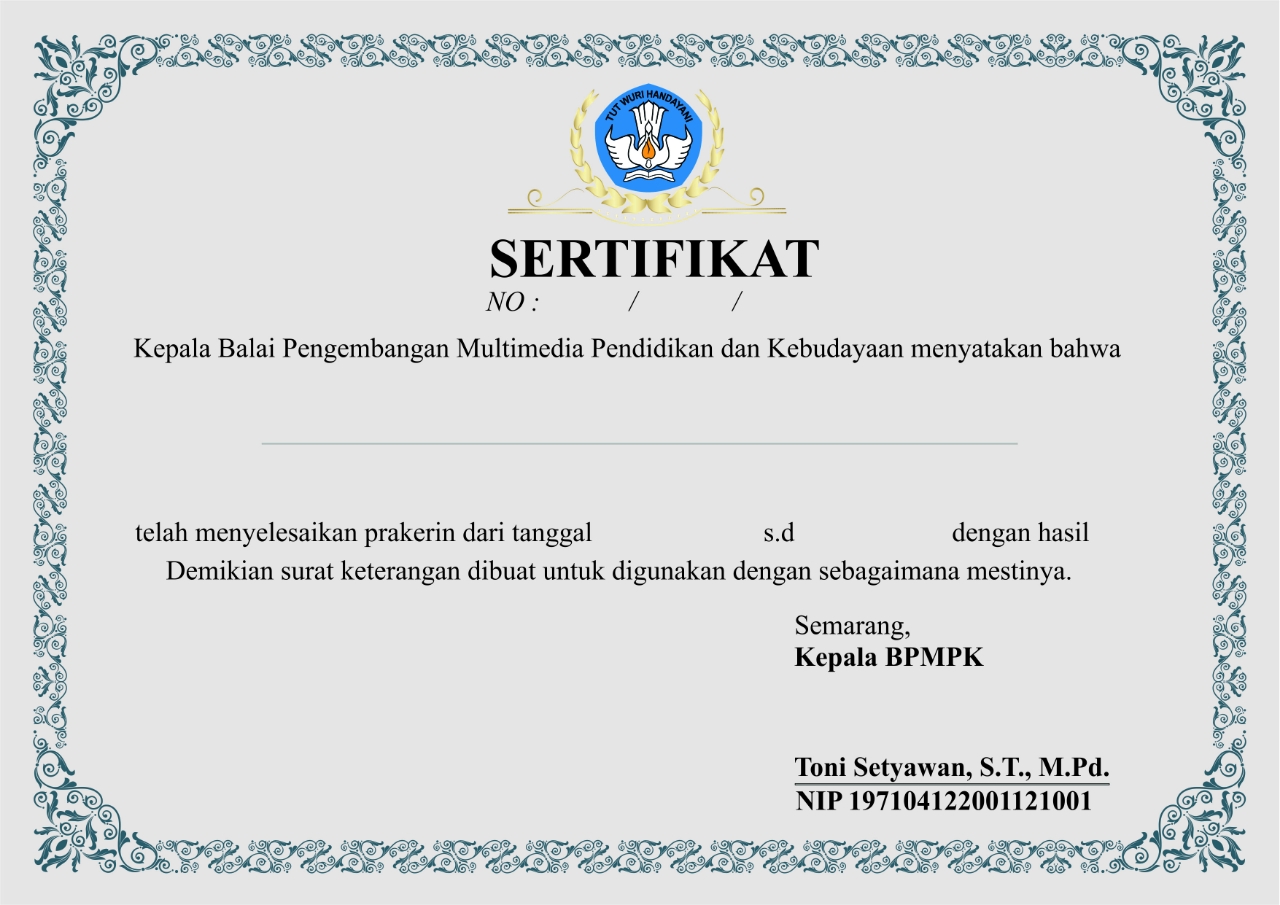 TUT WURI HANDAYANI
SERTIFIKAT
NO : / /
Kepala Balai Pengembangan Multimedia Pendidikan dan Kebudayaan menyatakan bahwa
telah menyelesaikan prakerin dari tanggal s.d dengan hasil
Demikian surat keterangan dibuat untuk digunakan dengan sebagaimana mestinya.
Semarang,
Kepala BPMPK
Toni Setyawan, S.T., M.Pd.
NIP 197104122001121001